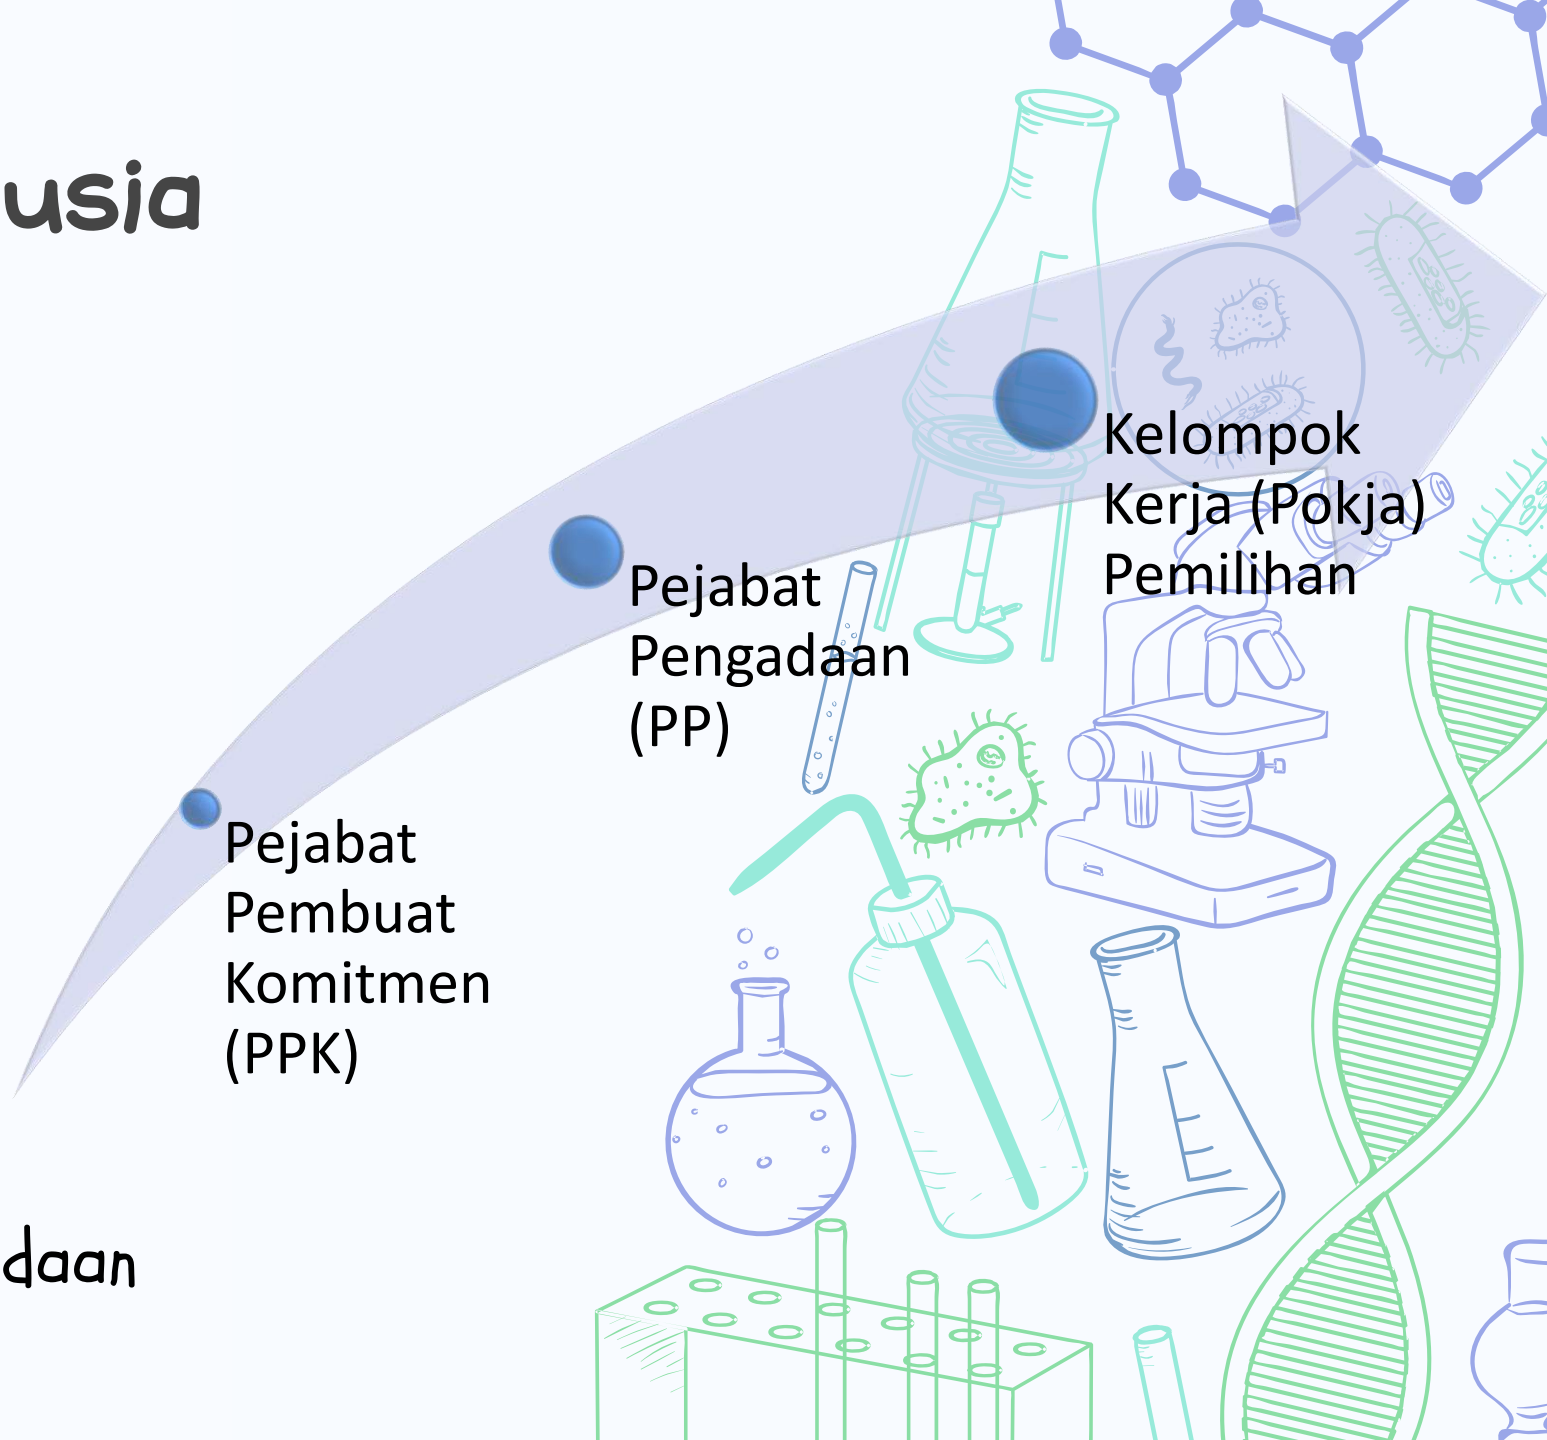 usia
Kelompok
Kerja (Pokja)
Pemilihan
Pejabat
Pengadaan
(PP)
Pejabat
Pembuat
Komitmen
(PPK)
daan